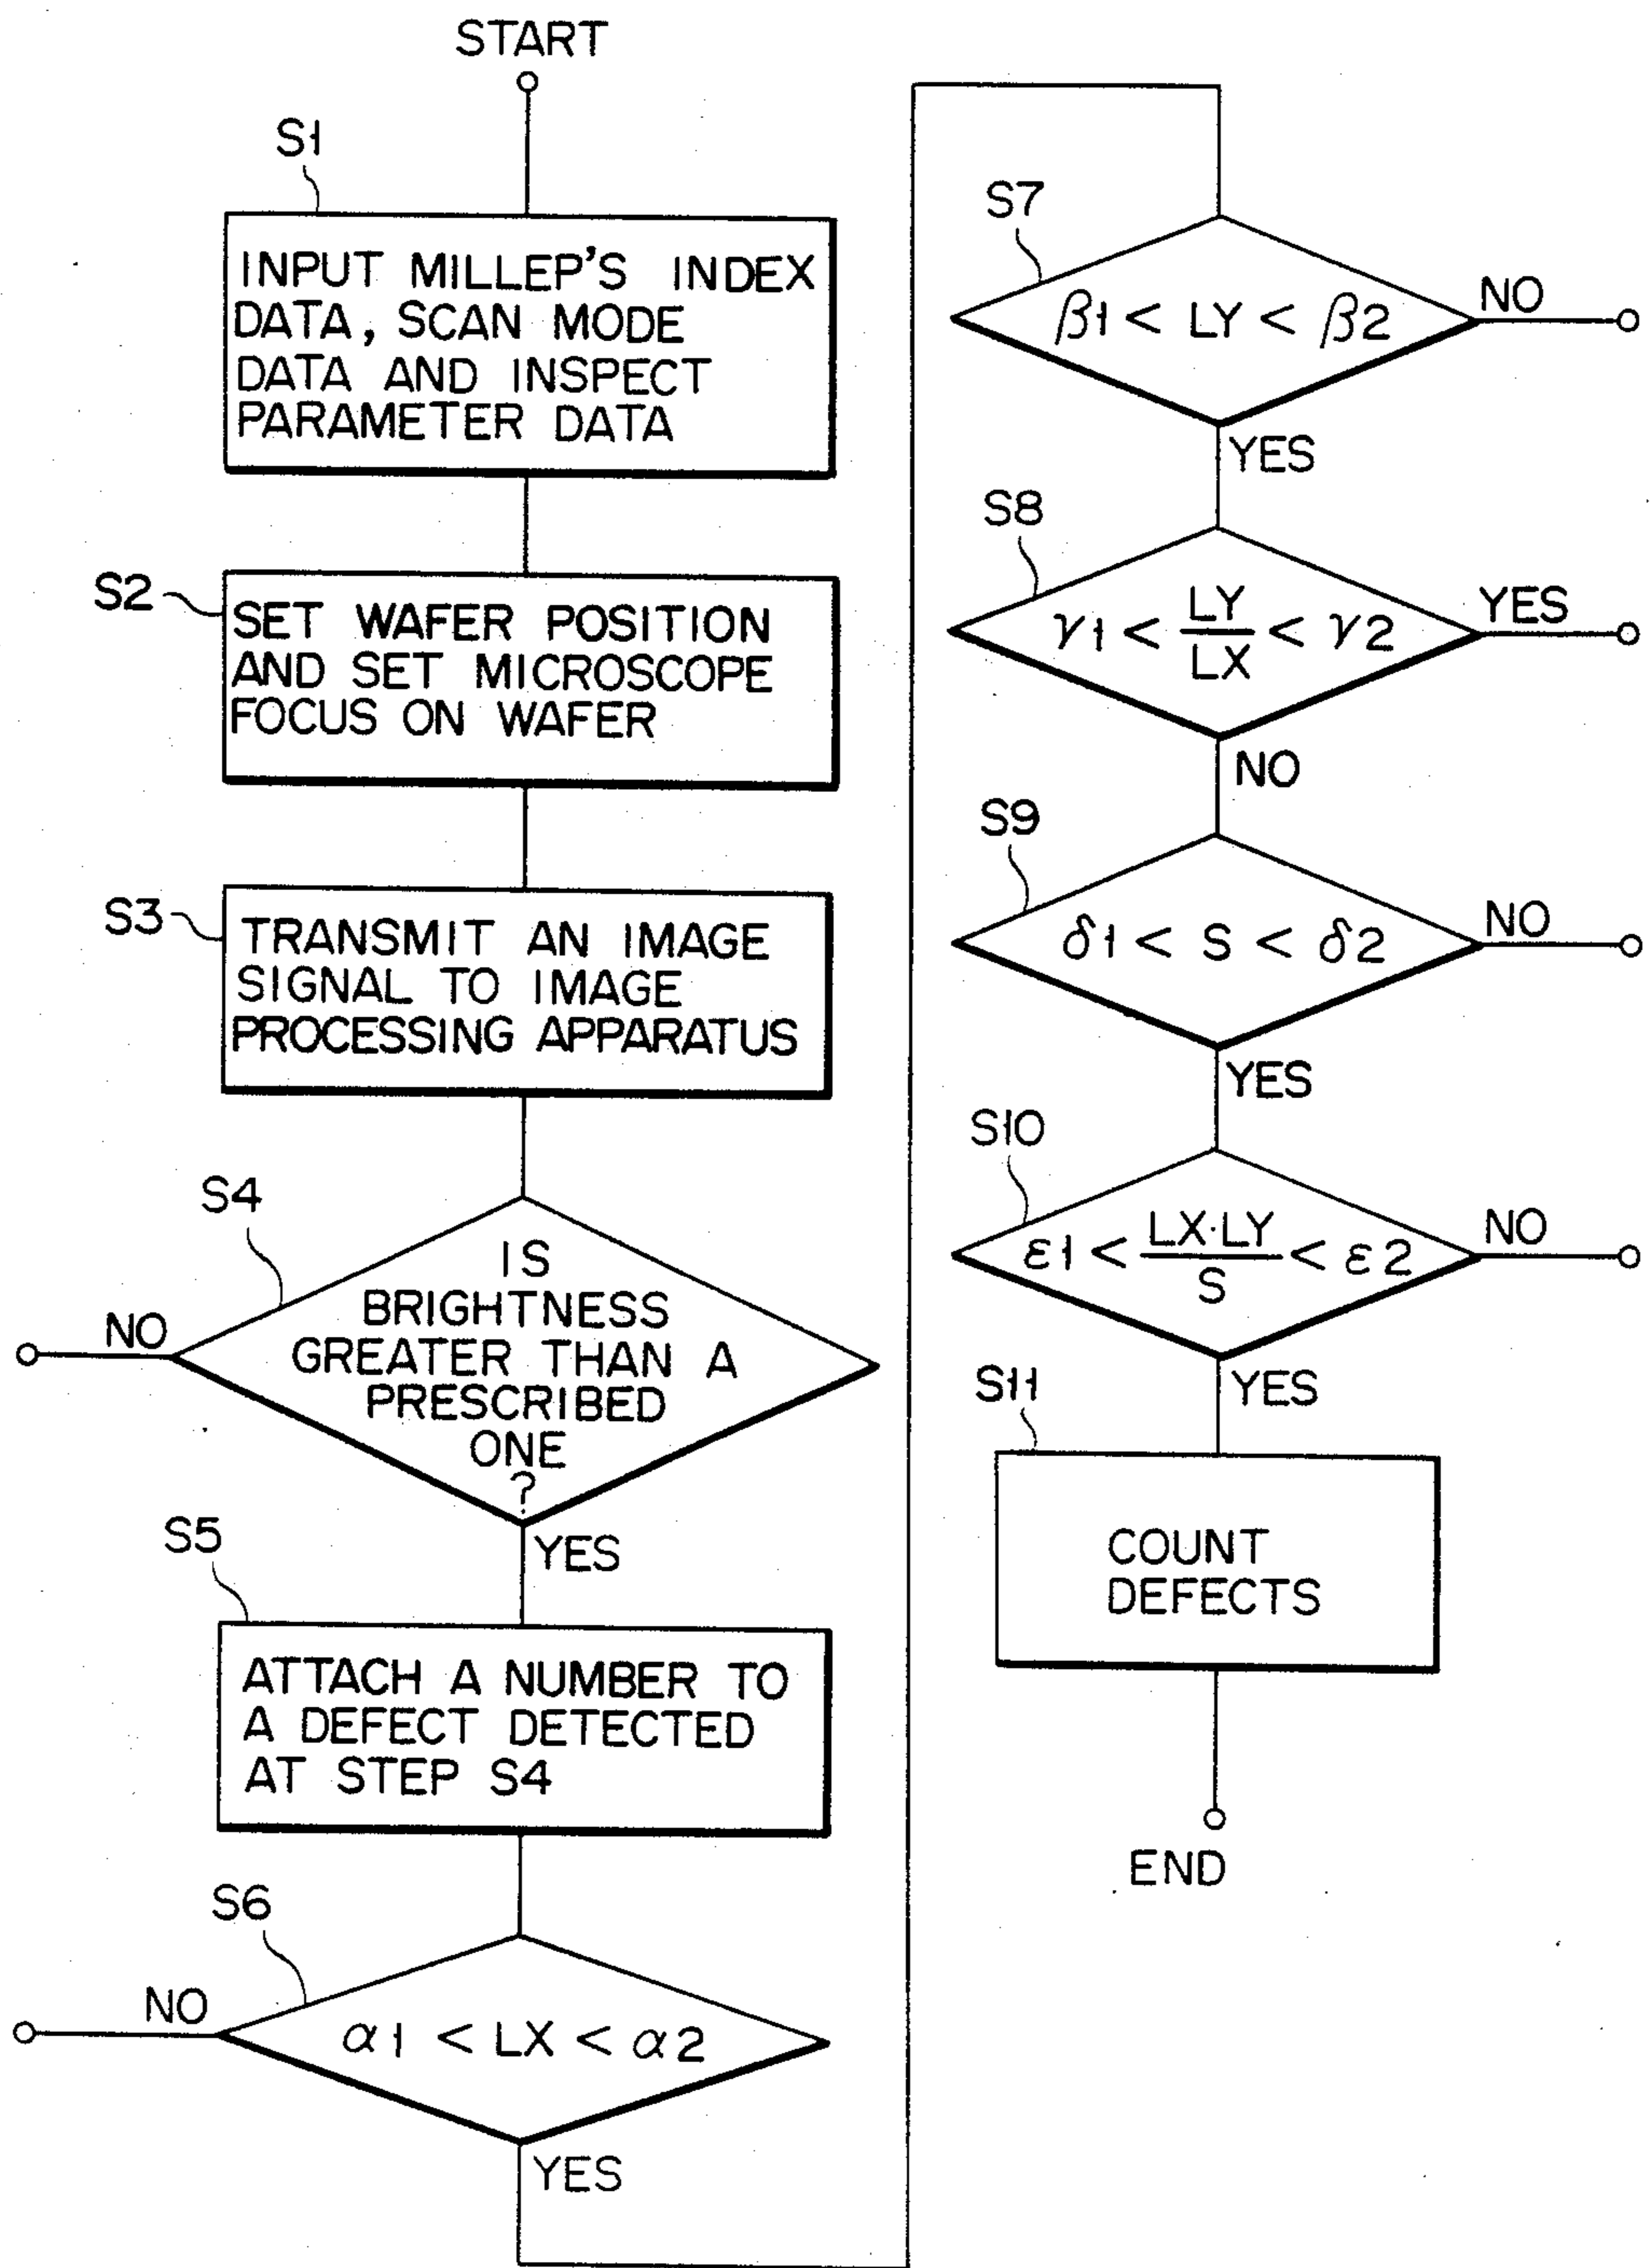 START
S1
INPUT MILLEP'S INDEX
DATA, SCAN MODE
DATA AND INSPECT
PARAMETER DATA
S2
SET WAFER POSITION
AND SET MICROSCOPE
FOCUS ON WAFER
S3
TRANSMIT AN IMAGE
SIGNAL TO IMAGE
PROCESSING APPARATUS
S4
NO
IS
BRIGHTNESS
GREATER THAN A
PRESCRIBED
ONE
?
YES
S5
ATTACH A NUMBER TO
A DEFECT DETECTED
AT STEP S4
S6
NO
α1 < LX < α2
YES
S7
β1 < LY < β2
NO
YES
S8
γ1 < LY/LX < γ2
YES
NO
S9
δ1 < S < δ2
NO
YES
S10
ε1 < LX·LY/S < ε2
NO
YES
S11
COUNT
DEFECTS
END